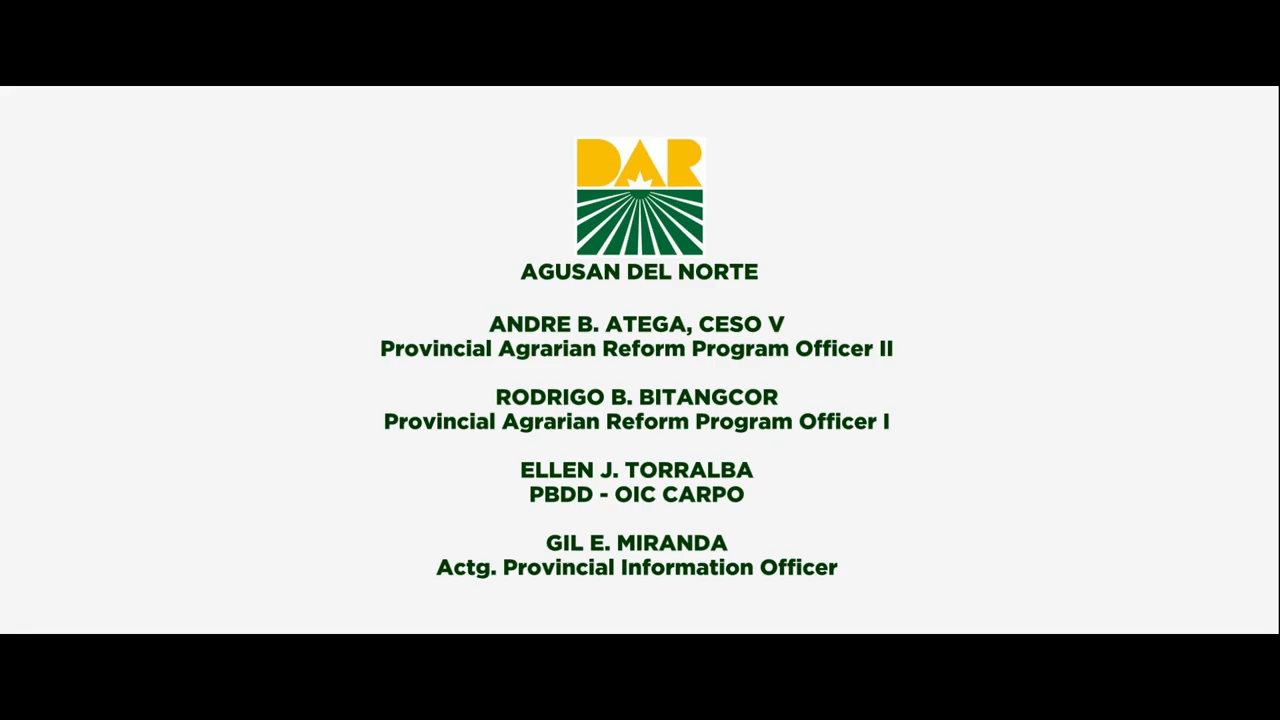 DAR
AGUSAN DEL NORTE
ANDRE B. ATEGA, CESO V
Provincial Agrarian Reform Program Officer II
RODRIGO B. BITANGCOR
Provincial Agrarian Reform Program Officer I
ELLEN J. TORRALBA
PBDD - OIC CARPO
GIL E. MIRANDA
Actg. Provincial Information Officer